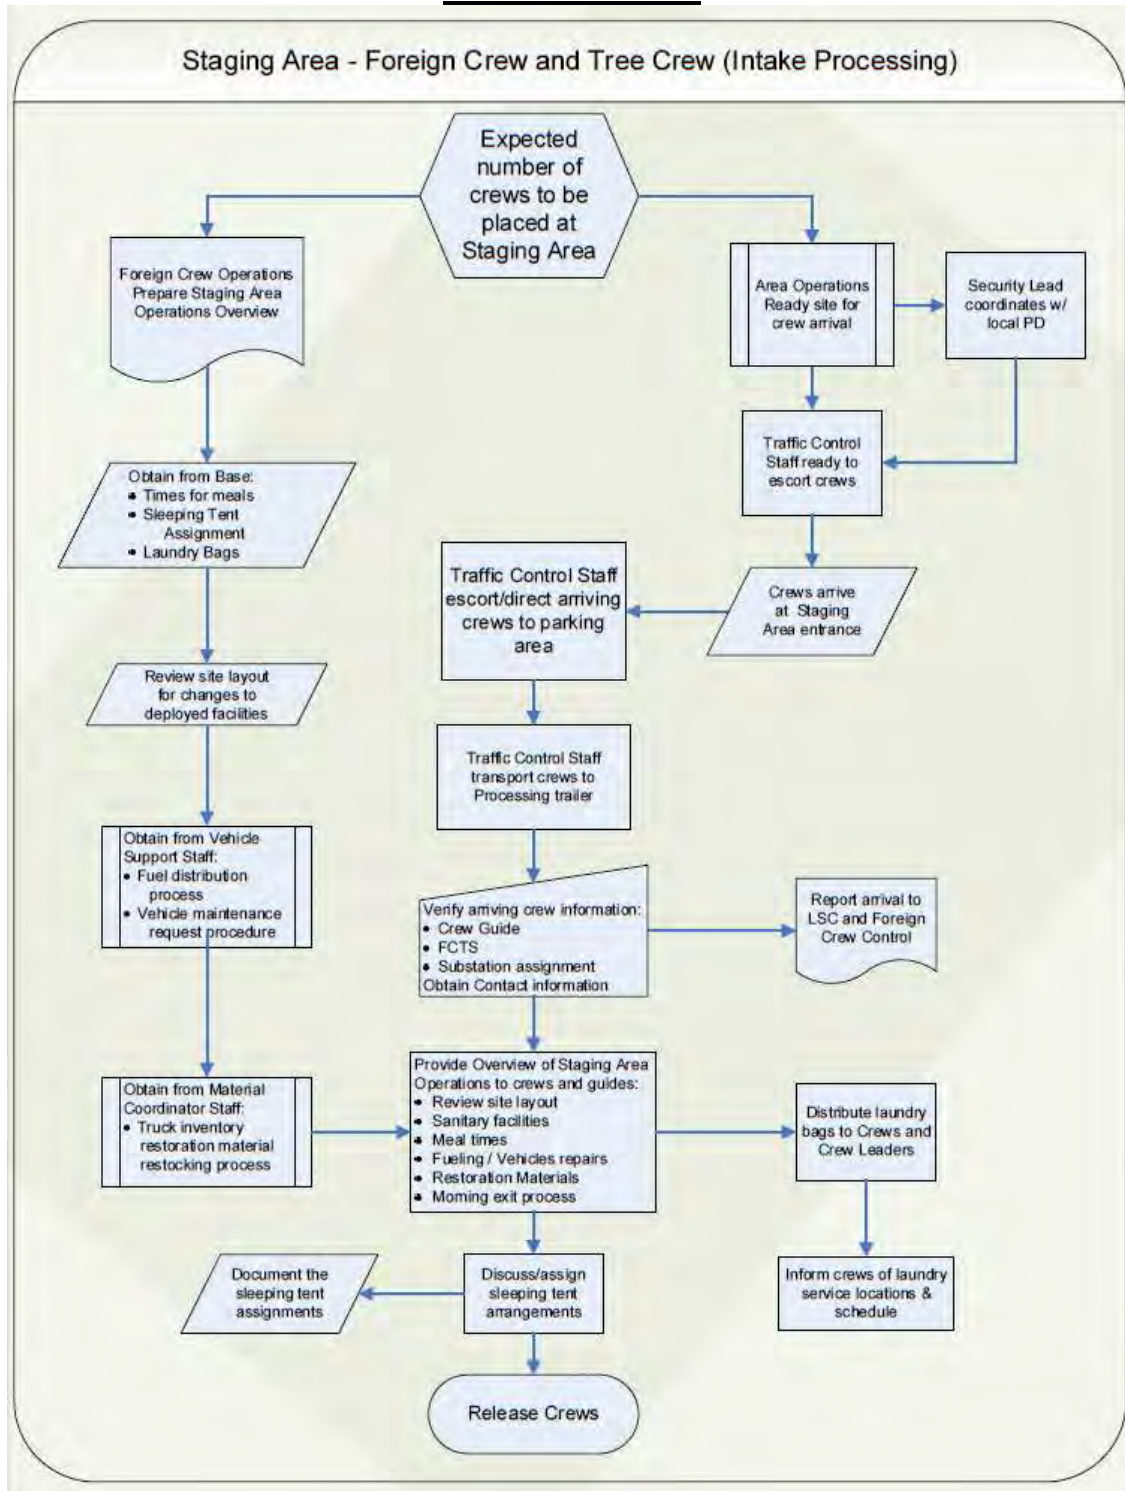 Staging Area - Foreign Crew and Tree Crew (Intake Processing)
Expected
number of
crews to be
placed at
Staging Area
Foreign Crew Operations
Prepare Staging Area
Operations Overview
Area Operations
Ready site for
crew arrival
Security Lead
coordinates w/
local PD
Traffic Control
Staff ready to
escort crews
Obtain from Base:
• Times for meals
• Sleeping Tent
Assignment
• Laundry Bags
Traffic Control Staff
escort/direct arriving
crews to parking
area
Crews arrive
at Staging
Area entrance
Review site layout
for changes to
deployed facilities
Traffic Control Staff
transport crews to
Processing trailer
Obtain from Vehicle
Support Staff:
• Fuel distribution
process
• Vehicle maintenance
request procedure
Verify arriving crew information:
• Crew Guide
• FCTS
• Substation assignment
Obtain Contact information
Report arrival to
LSC and Foreign
Crew Control
Obtain from Material
Coordinator Staff:
• Truck inventory
restoration material
restocking process
Provide Overview of Staging Area
Operations to crews and guides:
• Review site layout
• Sanitary facilities
• Meal times
• Fueling / Vehicles repairs
• Restoration Materials
• Morning exit process
Distribute laundry
bags to Crews and
Crew Leaders
Document the
sleeping tent
assignments
Discuss/assign
sleeping tent
arrangements
Inform crews of laundry
service locations &
schedule
Release Crews